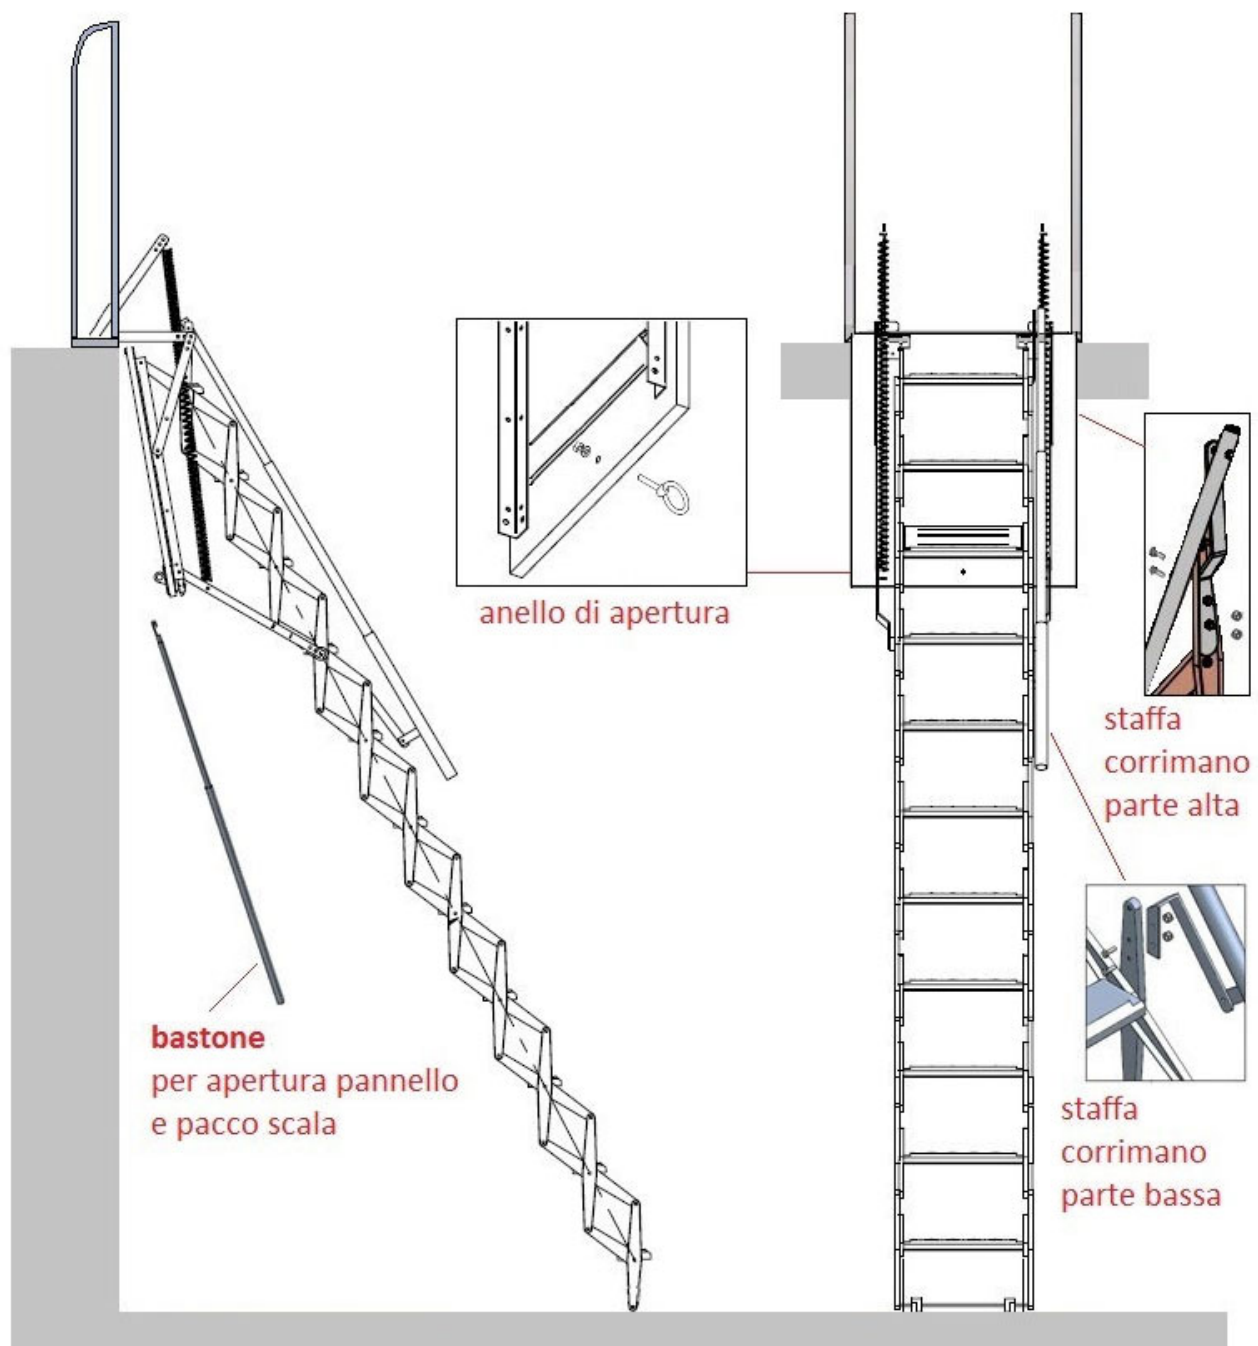 anello di apertura
staffa
corrimano
parte alta
bastone
per apertura pannello
e pacco scala
staffa
corrimano
parte bassa